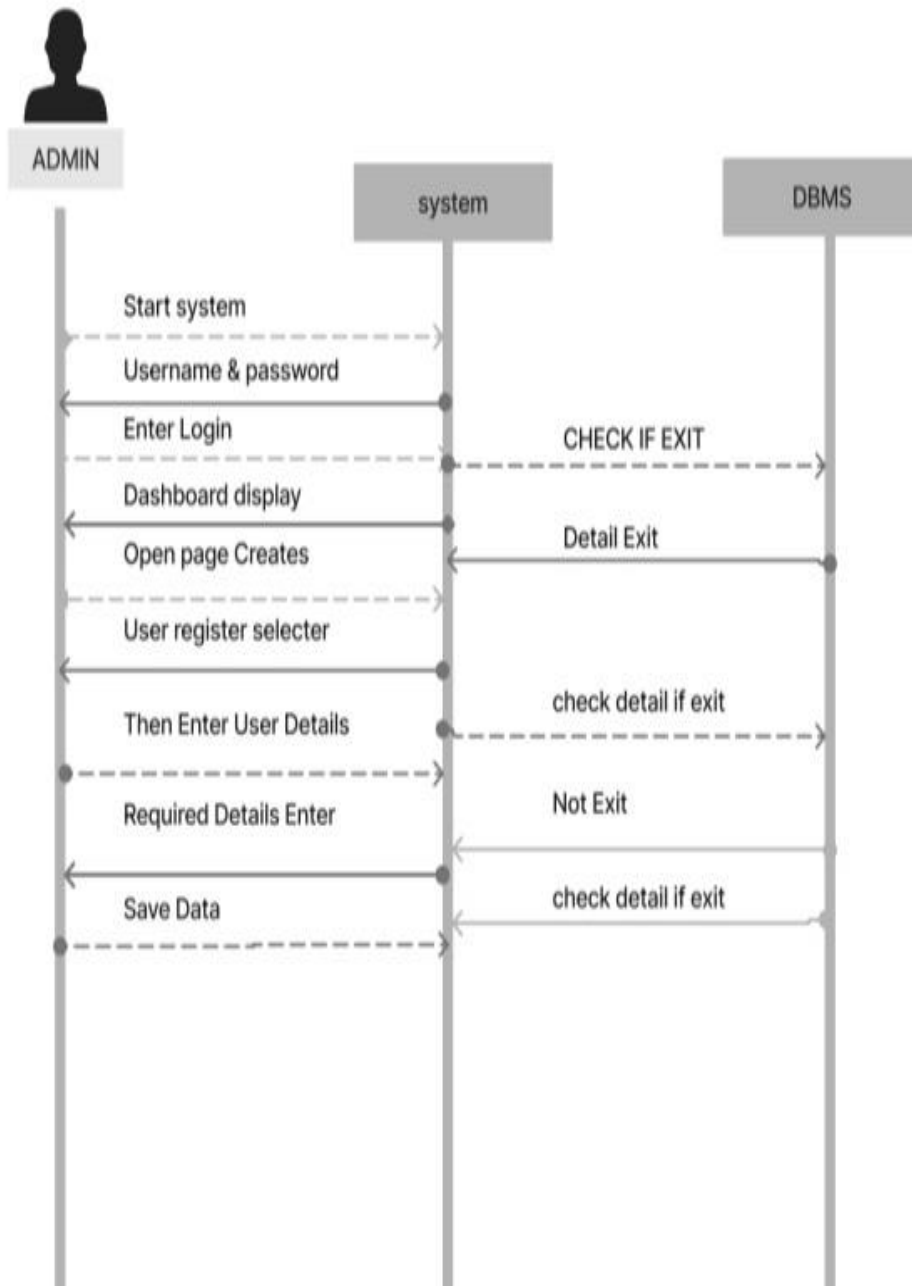 ADMIN
system
DBMS
Start system
Username & password
Enter Login
CHECK IF EXIT
Dashboard display
Detail Exit
Open page Creates
User register selecter
check detail if exit
Then Enter User Details
Not Exit
Required Details Enter
check detail if exit
Save Data